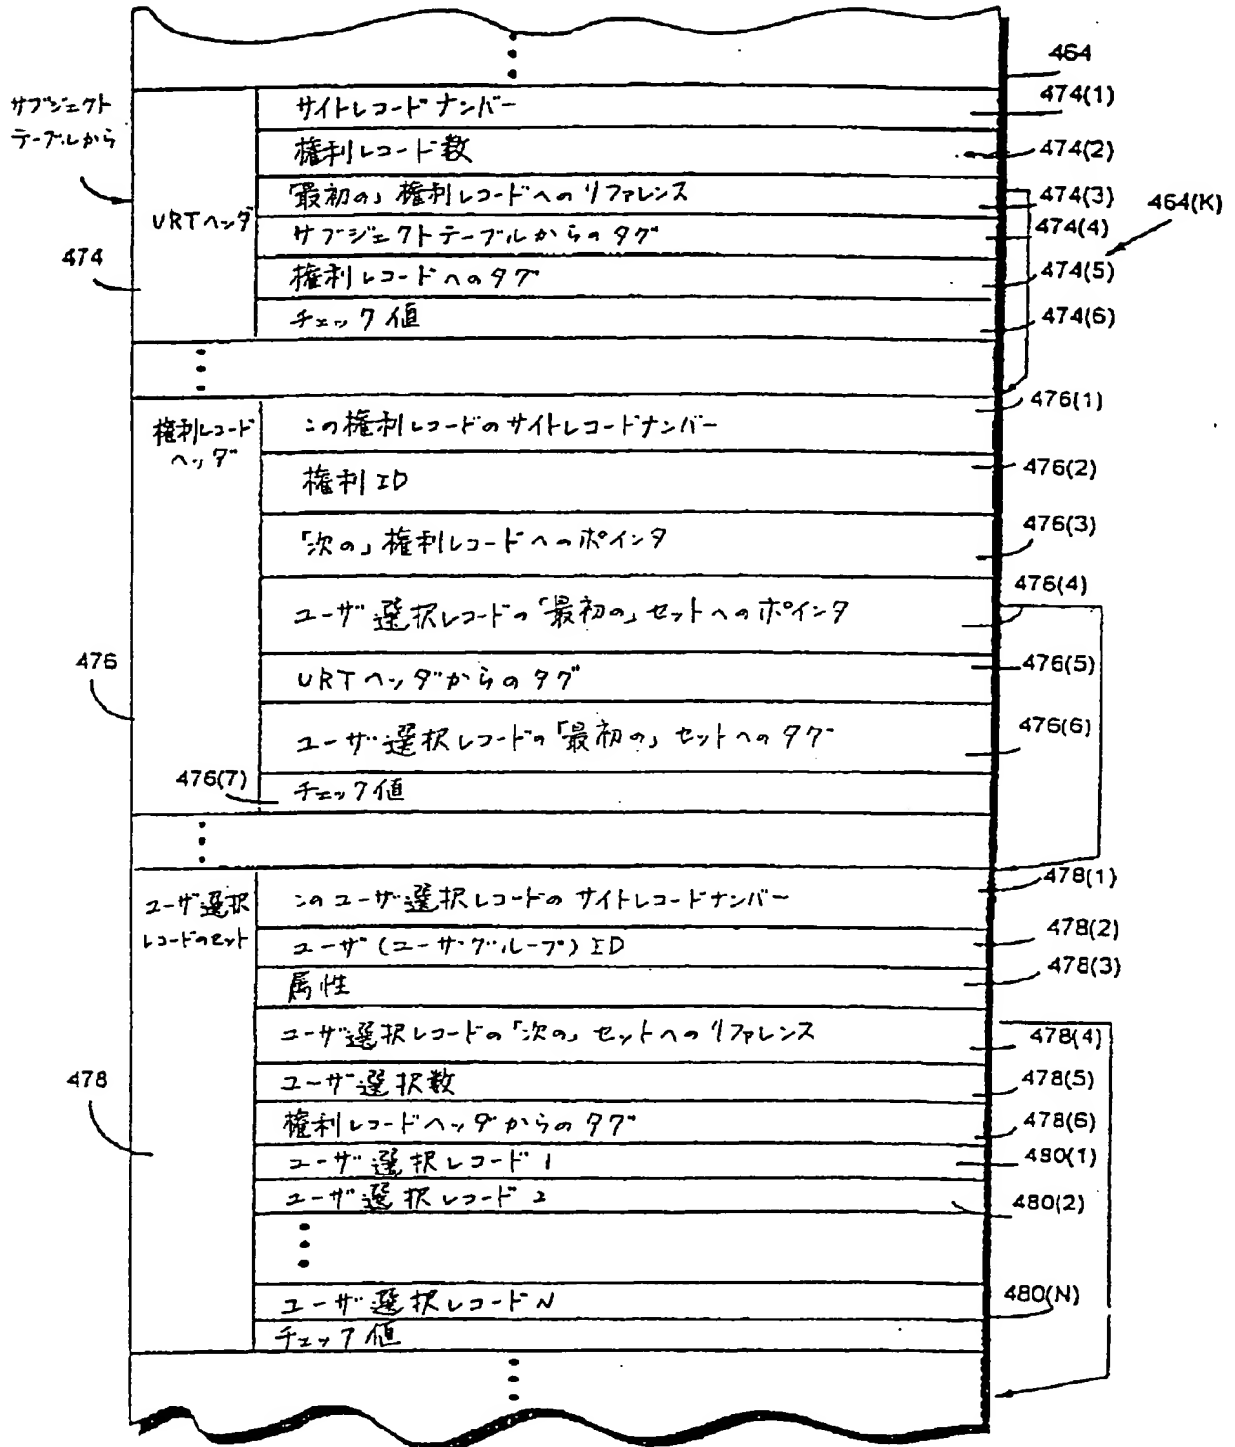 464
サブジェクト
テーブルから
サイトレコードナンバー
474(1)
権利レコード数
474(2)
「最初の」権利レコードへのリファレンス
474(3)
464(K)
URTヘッダ
サブジェクトテーブルからのタグ
474(4)
474
権利レコードへのタグ
474(5)
チェック値
474(6)
権利レコード
ヘッダ
この権利レコードのサイトレコードナンバー
476(1)
権利ID
476(2)
「次の」権利レコードへのポインタ
476(3)
ユーザ選択レコードの「最初の」セットへのポインタ
476(4)
476
URTヘッダからのタグ
476(5)
ユーザ選択レコードの「最初の」セットへのタグ
476(6)
476(7)
チェック値
ユーザ選択
レコードのセット
このユーザ選択レコードのサイトレコードナンバー
478(1)
ユーザ(ユーザグループ)ID
478(2)
属性
478(3)
ユーザ選択レコードの「次の」セットへのリファレンス
478(4)
478
ユーザ選択数
478(5)
権利レコードヘッダからのタグ
478(6)
ユーザ選択レコード1
480(1)
ユーザ選択レコード2
480(2)
ユーザ選択レコードN
480(N)
チェック値